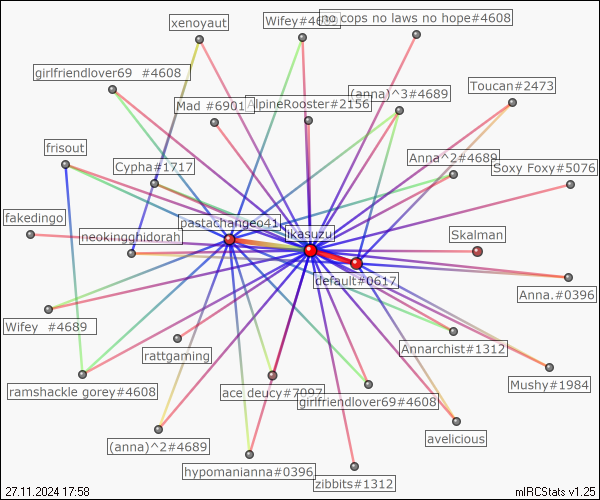 xenoyaut
Wifey#4689
no cops no laws no hope#4608
girlfriendlover69 #4608
Mad #6901
AlpineRooster#2156
(anna)^3#4689
Toucan#2473
frisout
Cypha#1717
Anna^2#4689
Soxy Foxy#5076
fakedingo
neokingghidorah
pastachangeo41
ikasuzu
Skalman
default#0617
Anna.#0396
Wifey #4689
rattgaming
Annarchist#1312
Mushy#1984
ramshackle gorey#4608
ace deucy#7097
girlfriendlover69#4608
(anna)^2#4689
avelicious
hypomanianna#0396
zibbits#1312
27.11.2024 17:58
mIRCStats v1.25